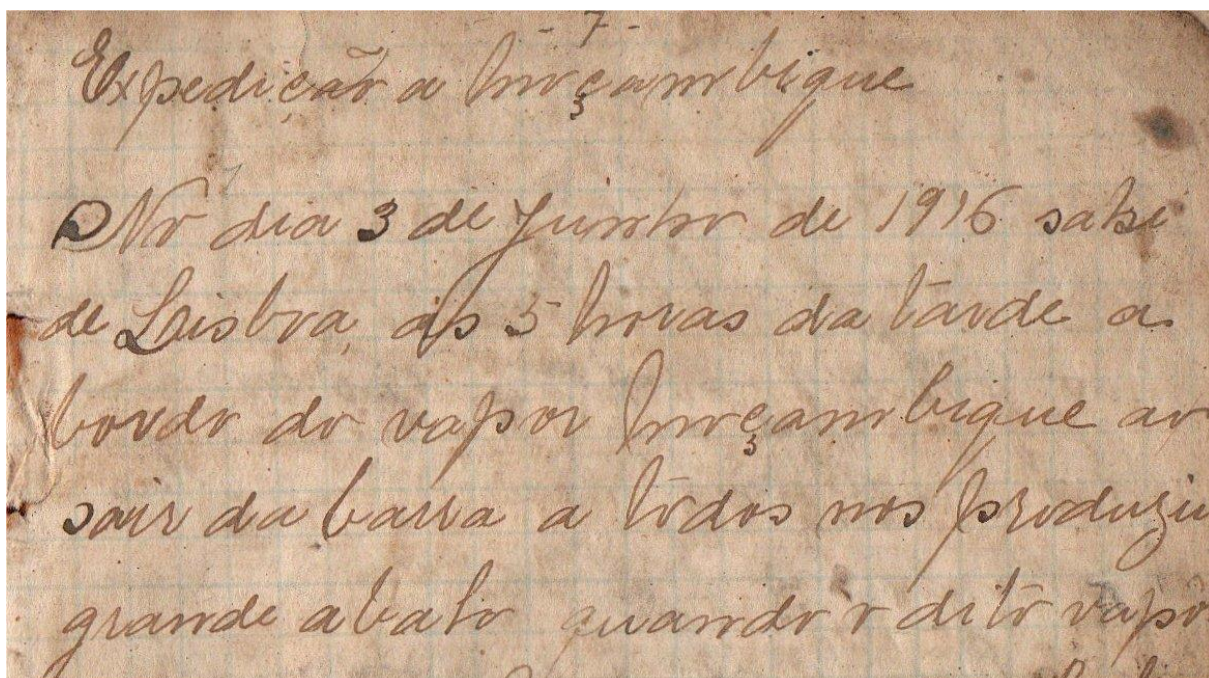 - 7 -
Expedição a Moçambique
No dia 3 de Junho de 1916 sahi
de Lisboa, ás 5 horas da tarde a
bordo do vapor Moçambique ao
sair da barra a todos nos produziu
grande abalo quando o dito vapor